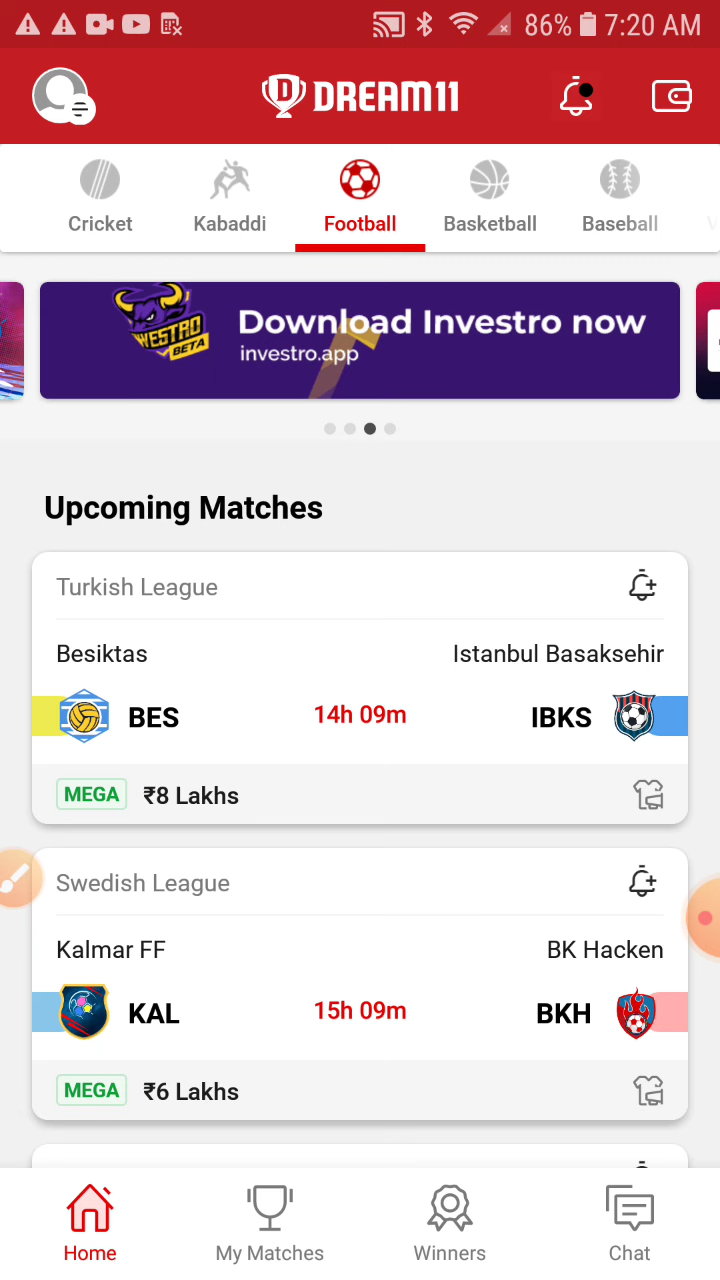 86% 7:20 AM
DREAM11
Cricket Kabaddi Football Basketball Baseball
WESTRO
BETA
Download Investro now
investro.app
Upcoming Matches
Turkish League
Besiktas Istanbul Basaksehir
BES 14h 09m IBKS
MEGA ₹8 Lakhs
Swedish League
Kalmar FF BK Hacken
KAL 15h 09m BKH
MEGA ₹6 Lakhs
Home My Matches Winners Chat